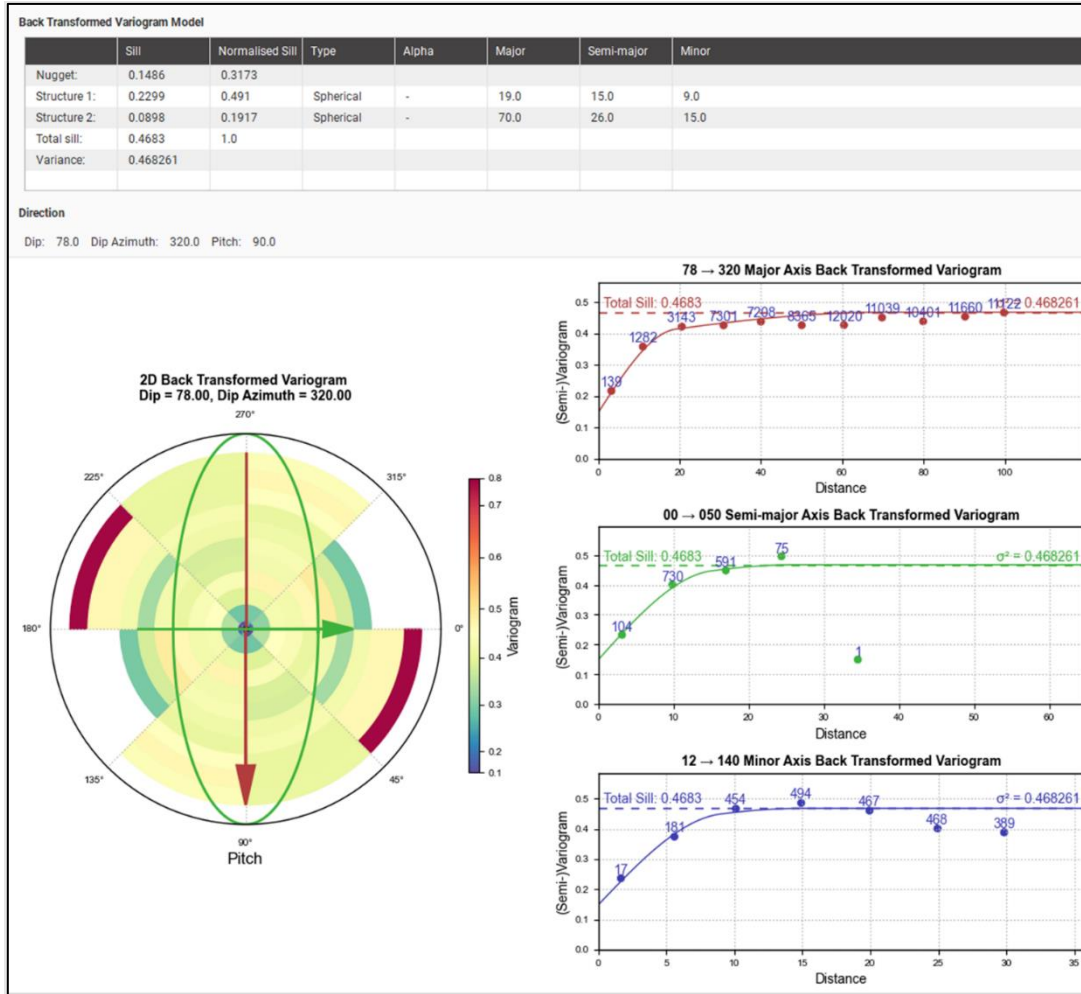 Back Transformed Variogram Model
Sill Normalised Sill Type Alpha Major Semi-major Minor
Nugget: 0.1486 0.3173
Structure 1: 0.2299 0.491 Spherical - 19.0 15.0 9.0
Structure 2: 0.0898 0.1917 Spherical - 70.0 26.0 15.0
Total sill: 0.4683 1.0
Variance: 0.468261
Direction
Dip: 78.0 Dip Azimuth: 320.0 Pitch: 90.0
2D Back Transformed Variogram
Dip = 78.00, Dip Azimuth = 320.00
270°
225° 315°
180° 0°
135° 45°
90°
Pitch
0.8
0.7
0.6
0.5
0.4
0.3
0.2
0.1
Variogram
78 → 320 Major Axis Back Transformed Variogram
Total Sill: 0.4683
0.468261
139 1282 3143 7301 7208 8365 12020 11039 10401 11660 11122
0.5
0.4
0.3
0.2
0.1
0.0
(Semi-)Variogram
0 20 40 60 80 100
Distance
00 → 050 Semi-major Axis Back Transformed Variogram
Total Sill: 0.4683 σ² = 0.468261
104 730 591 75 1
0.5
0.4
0.3
0.2
0.1
0.0
(Semi-)Variogram
0 10 20 30 40 50 60
Distance
12 → 140 Minor Axis Back Transformed Variogram
Total Sill: 0.4683 σ² = 0.468261
17 181 454 494 467 468 389
0.5
0.4
0.3
0.2
0.1
0.0
(Semi-)Variogram
0 5 10 15 20 25 30 35
Distance